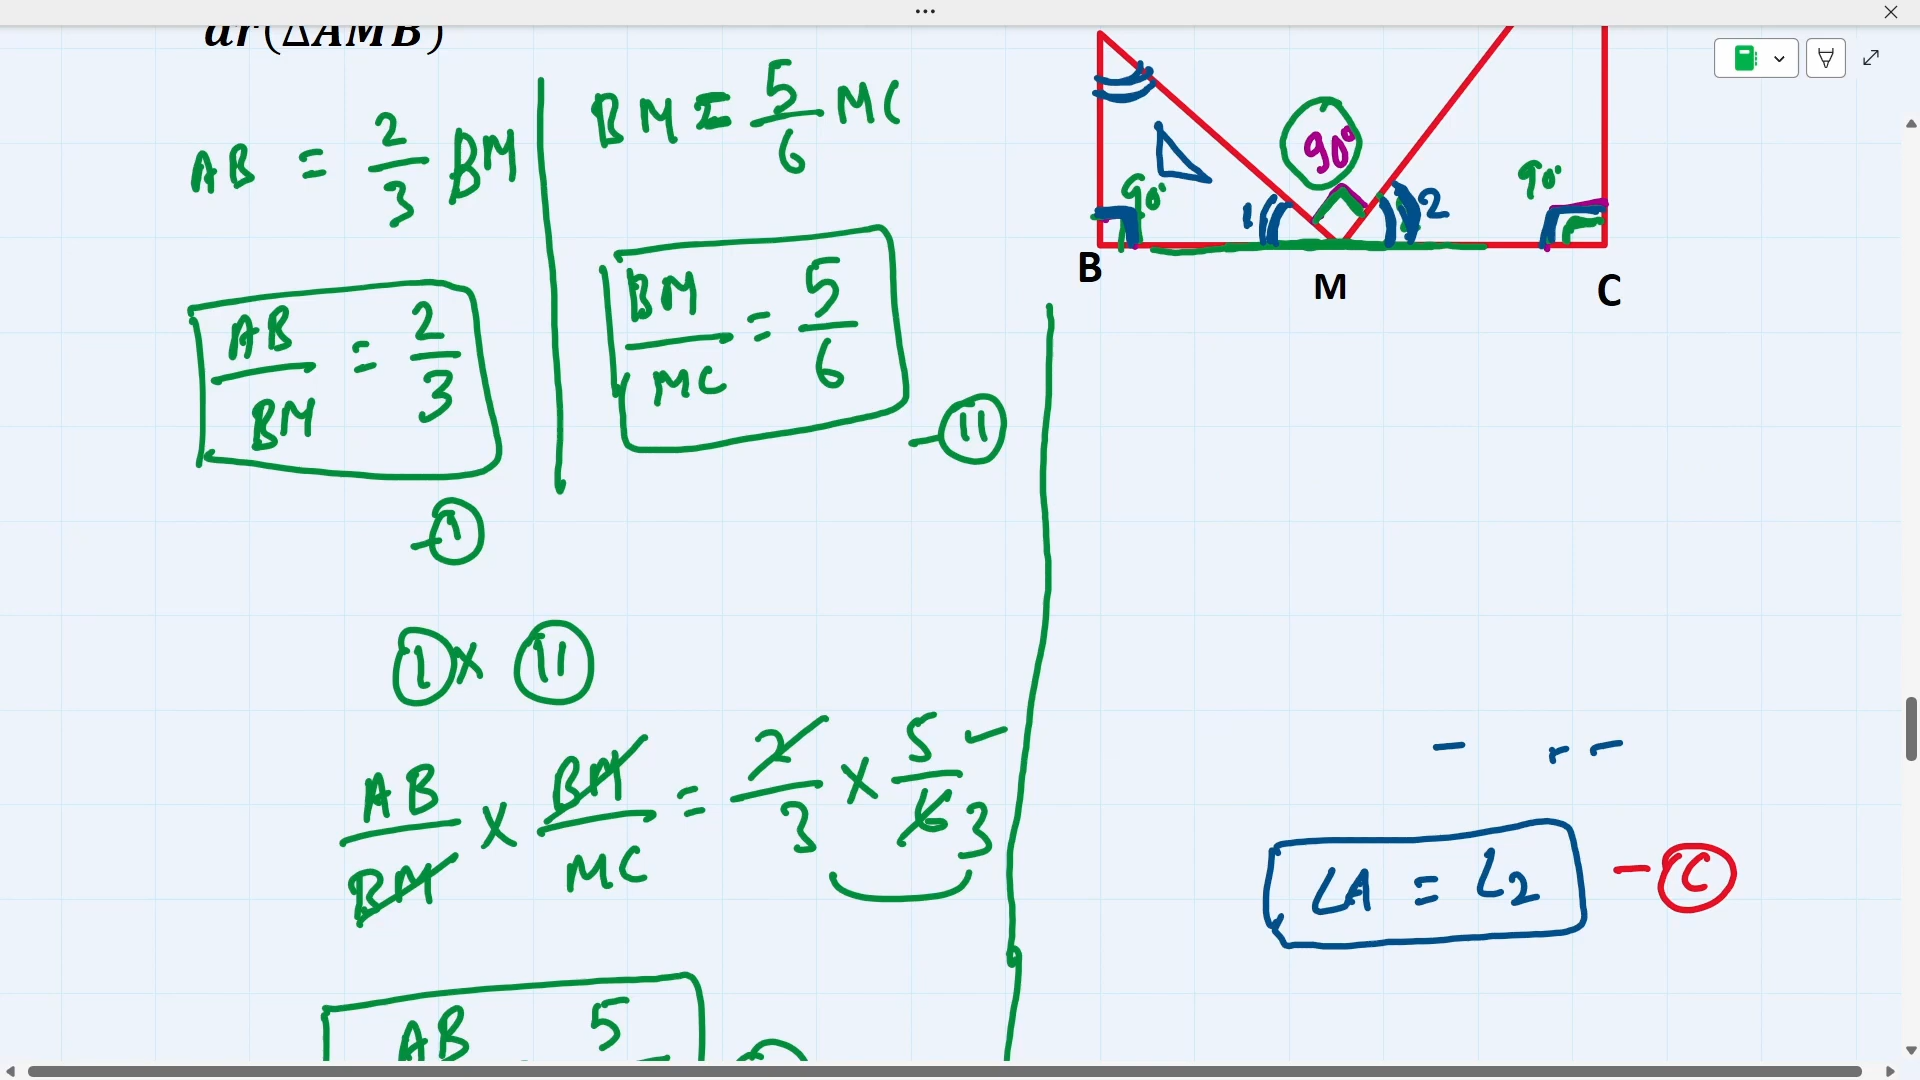 ar(ΔAMB)
AB = 2/3 BM
BM = 5/6 MC
AB/BM = 2/3
- I
BM/MC = 5/6
- II
I × II
AB/BM × BM/MC = 2/3 × 5/6 3
AB 5
90°
90°
90°
1
2
B
M
C
∠A = ∠2 - C